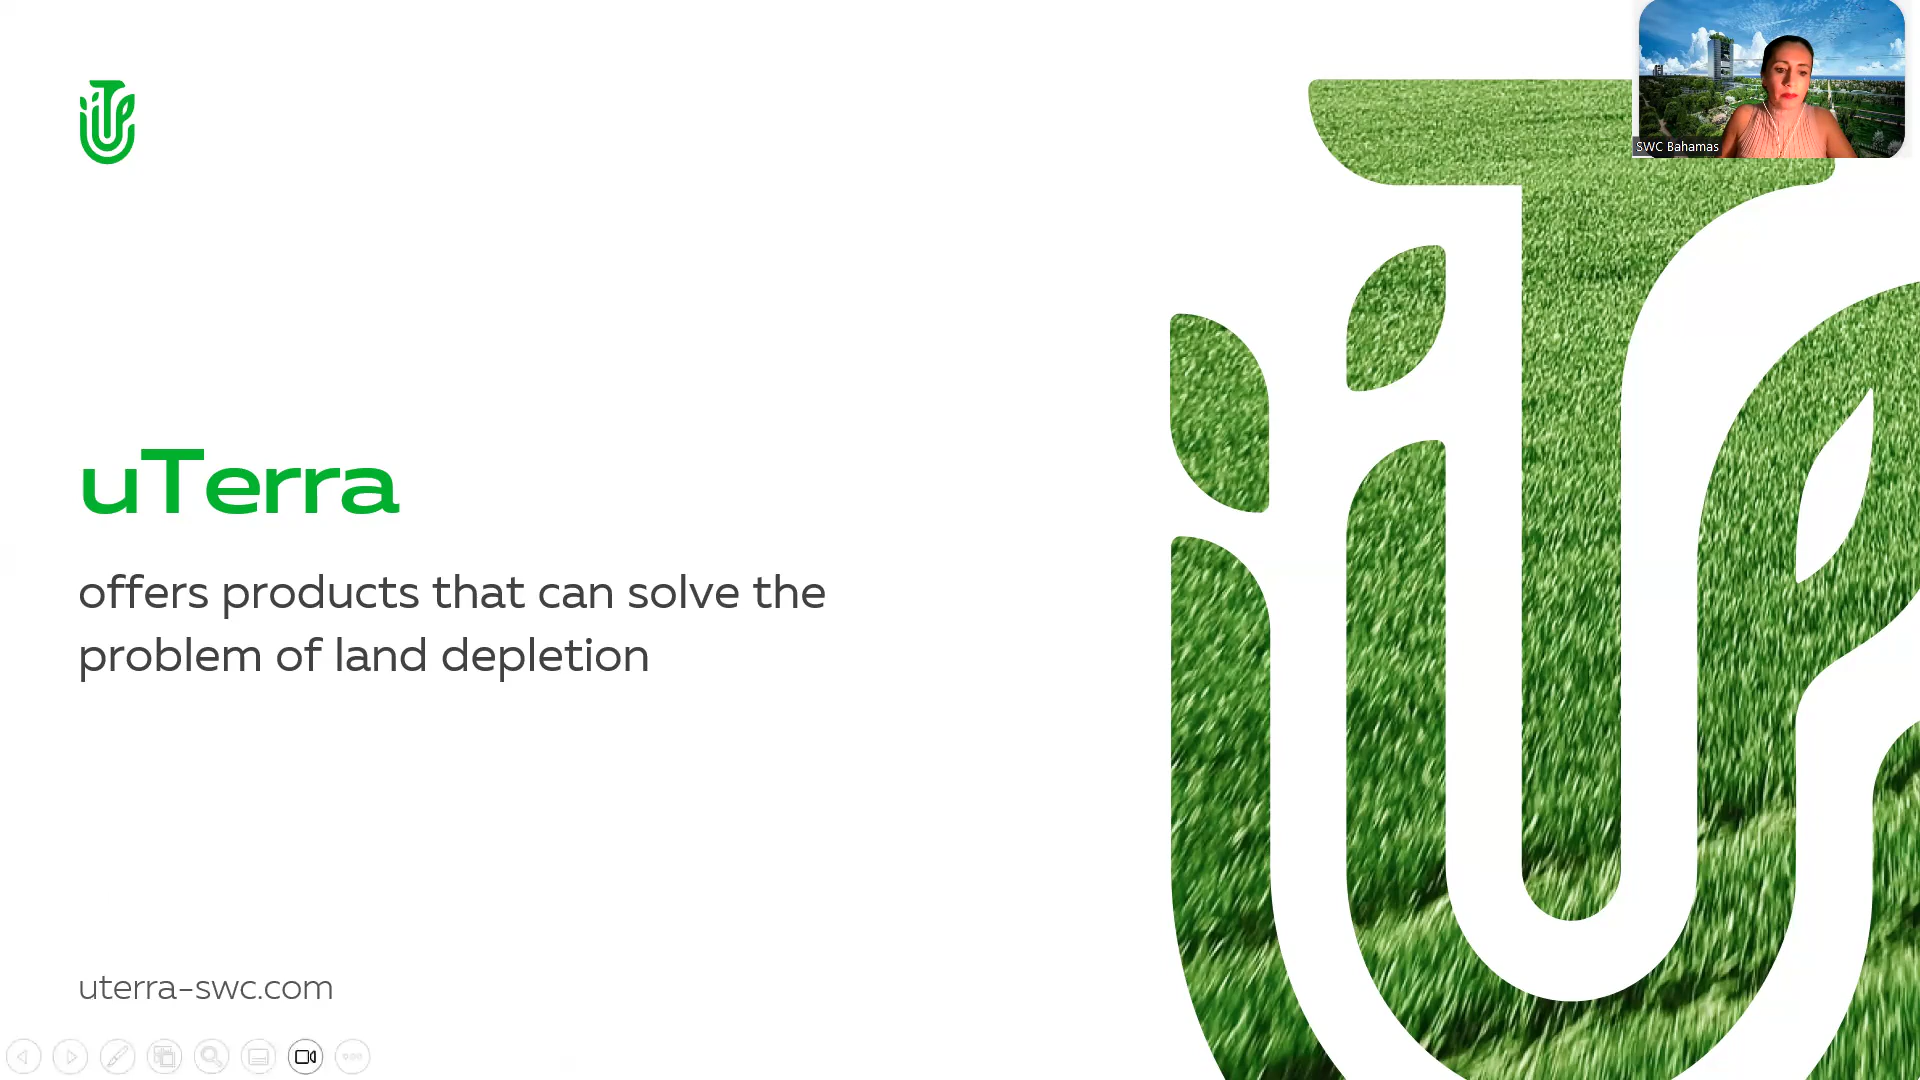 SWC Bahamas
uTerra
offers products that can solve the
problem of land depletion
uterra-swc.com